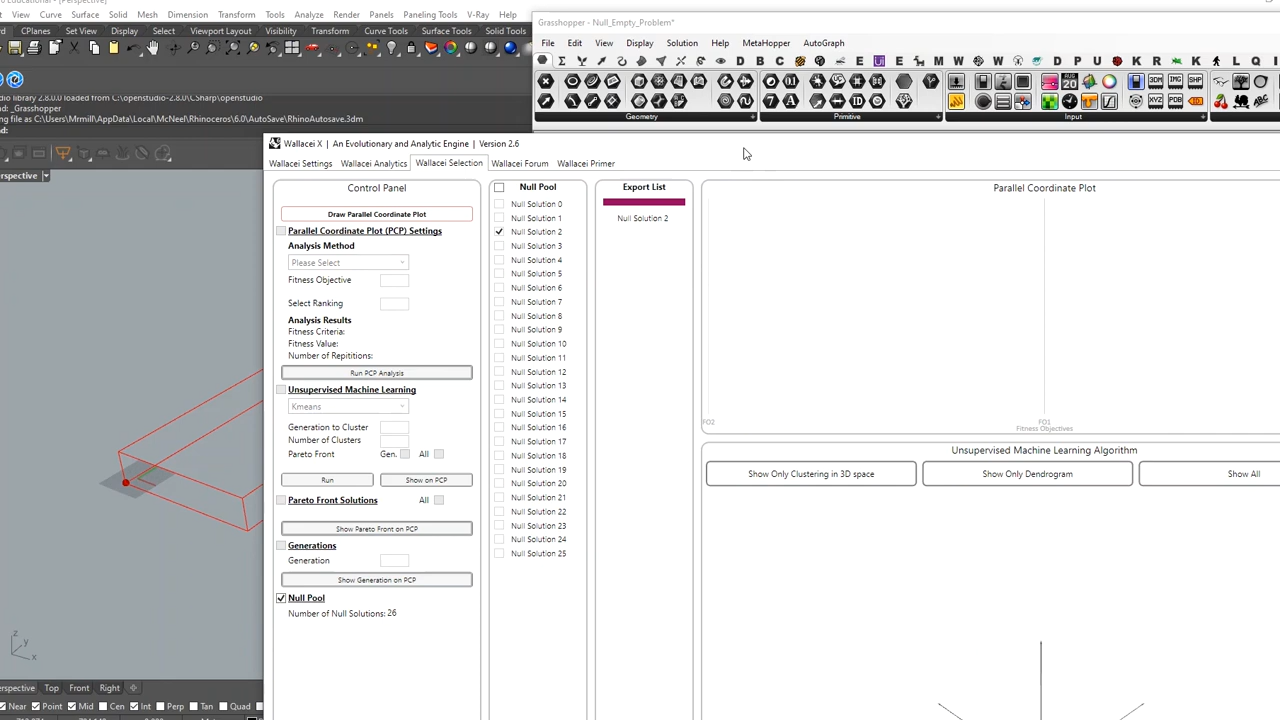 View Curve Surface Solid Mesh Dimension Transform Tools Analyze Render Panels Paneling Tools V-Ray Help
CPlanes Set View Display Select Viewport Layout Visibility Transform Curve Tools Surface Tools Solid Tools
udio library 2.8.0.0 loaded from C:\openstudio-2.8.0\CSharp\openstudio
nd: _Grasshopper
ing file as C:\Users\Mrmill\AppData\Local\McNeel\Rhinoceros\6.0\AutoSave\RhinoAutosave.3dm
nd:
erspective
Grasshopper - Null_Empty_Problem*
File Edit View Display Solution Help MetaHopper AutoGraph
Geometry Primitive Input
Wallacei X | An Evolutionary and Analytic Engine | Version 2.6
Wallacei Settings Wallacei Analytics Wallacei Selection Wallacei Forum Wallacei Primer
Control Panel
Draw Parallel Coordinate Plot
Parallel Coordinate Plot (PCP) Settings
Analysis Method
Please Select
Fitness Objective
Select Ranking
Analysis Results
Fitness Criteria:
Fitness Value:
Number of Repititions:
Run PCP Analysis
Unsupervised Machine Learning
Kmeans
Generation to Cluster
Number of Clusters
Pareto Front Gen. All
Run Show on PCP
Pareto Front Solutions All
Show Pareto Front on PCP
Generations
Generation
Show Generation on PCP
Null Pool
Number of Null Solutions: 26
Null Pool
Null Solution 0
Null Solution 1
Null Solution 2
Null Solution 3
Null Solution 4
Null Solution 5
Null Solution 6
Null Solution 7
Null Solution 8
Null Solution 9
Null Solution 10
Null Solution 11
Null Solution 12
Null Solution 13
Null Solution 14
Null Solution 15
Null Solution 16
Null Solution 17
Null Solution 18
Null Solution 19
Null Solution 20
Null Solution 21
Null Solution 22
Null Solution 23
Null Solution 24
Null Solution 25
Export List
Null Solution 2
Parallel Coordinate Plot
FO2 FO1
Fitness Objectives
Unsupervised Machine Learning Algorithm
Show Only Clustering in 3D space Show Only Dendrogram Show All
z
y
x
erspective Top Front Right
Near Point Mid Cen Int Perp Tan Quad